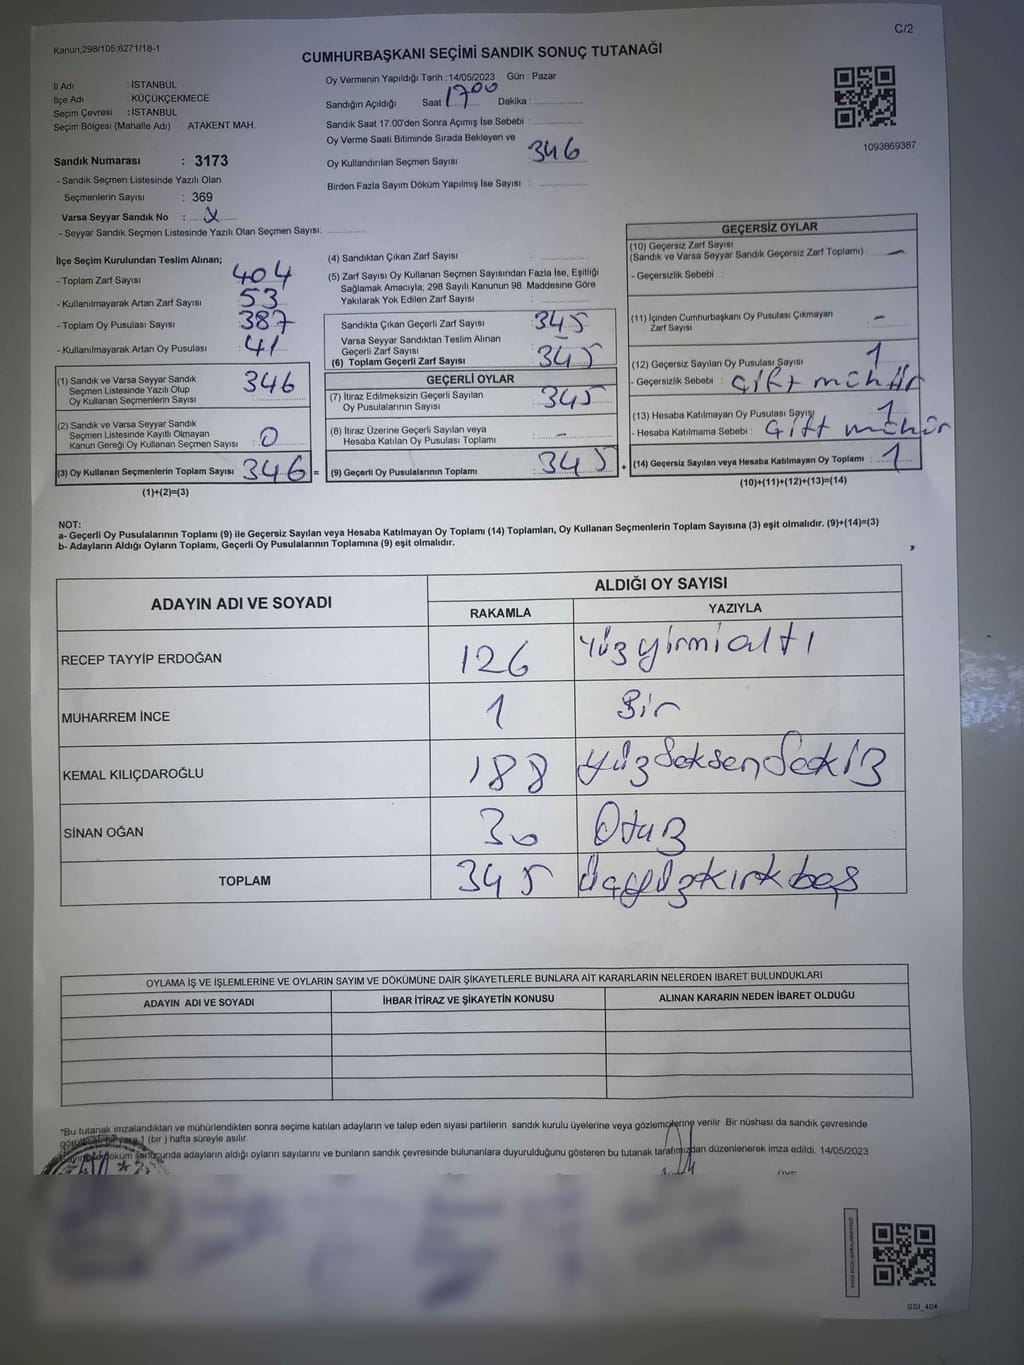 Kanun;298/105;6271/18-1
C/2
CUMHURBAŞKANI SEÇİMİ SANDIK SONUÇ TUTANAĞI
İl Adı : İSTANBUL
İlçe Adı : KÜÇÜKÇEKMECE
Seçim Çevresi : İSTANBUL
Seçim Bölgesi (Mahalle Adı) : ATAKENT MAH.
Sandık Numarası : 3173
- Sandık Seçmen Listesinde Yazılı Olan
Seçmenlerin Sayısı : 369
Varsa Seyyar Sandık No :
- Seyyar Sandık Seçmen Listesinde Yazılı Olan Seçmen Sayısı:
Oy Vermenin Yapıldığı Tarih :14/05/2023 Gün : Pazar
Sandığın Açıldığı Saat 1700 Dakika :
Sandık Saat 17:00'den Sonra Açımış İse Sebebi :
Oy Verme Saati Bitiminde Sırada Bekleyen ve
Oy Kullandırılan Seçmen Sayısı 346
Birden Fazla Sayım Döküm Yapılmış İse Sayısı :
1093869387
İlçe Seçim Kurulundan Teslim Alınan;
- Toplam Zarf Sayısı 404
- Kullanılmayarak Artan Zarf Sayısı 53
- Toplam Oy Pusulası Sayısı 387
- Kullanılmayarak Artan Oy Pusulası 41
(1) Sandık ve Varsa Seyyar Sandık
Seçmen Listesinde Yazılı Olup
Oy Kullanan Seçmenlerin Sayısı 346
(2) Sandık ve Varsa Seyyar Sandık
Seçmen Listesinde Kayıtlı Olmayan
Kanun Gereği Oy Kullanan Seçmen Sayısı 0
(3) Oy Kullanan Seçmenlerin Toplam Sayısı 346 =
(1)+(2)=(3)
(4) Sandıktan Çıkan Zarf Sayısı :
(5) Zarf Sayısı Oy Kullanan Seçmen Sayısından Fazla İse, Eşitliği
Sağlamak Amacıyla; 298 Sayılı Kanunun 98. Maddesine Göre
Yakılarak Yok Edilen Zarf Sayısı :
Sandıkta Çıkan Geçerli Zarf Sayısı 345
Varsa Seyyar Sandıktan Teslim Alınan
Geçerli Zarf Sayısı
(6) Toplam Geçerli Zarf Sayısı 345
GEÇERLİ OYLAR
(7) İtiraz Edilmeksizin Geçerli Sayılan
Oy Pusulalarının Sayısı 345
(8) İtiraz Üzerine Geçerli Sayılan veya
Hesaba Katılan Oy Pusulası Toplamı : -
(9) Geçerli Oy Pusulalarının Toplamı 345 +
GEÇERSİZ OYLAR
(10) Geçersiz Zarf Sayısı
(Sandık ve Varsa Seyyar Sandık Geçersiz Zarf Toplamı) : -
- Geçersizlik Sebebi :
(11) İçinden Cumhurbaşkanı Oy Pusulası Çıkmayan
Zarf Sayısı -
(12) Geçersiz Sayılan Oy Pusulası Sayısı 1
- Geçersizlik Sebebi : Çift mühür
(13) Hesaba Katılmayan Oy Pusulası Sayısı 1
- Hesaba Katılmama Sebebi : Çift mühür
(14) Geçersiz Sayılan veya Hesaba Katılmayan Oy Toplamı : 1
(10)+(11)+(12)+(13)=(14)
NOT:
a- Geçerli Oy Pusulalarının Toplamı (9) ile Geçersiz Sayılan veya Hesaba Katılmayan Oy Toplamı (14) Toplamları, Oy Kullanan Seçmenlerin Toplam Sayısına (3) eşit olmalıdır. (9)+(14)=(3)
b- Adayların Aldığı Oyların Toplamı, Geçerli Oy Pusulalarının Toplamına (9) eşit olmalıdır.
ADAYIN ADI VE SOYADI ALDIĞI OY SAYISI
RAKAMLA YAZIYLA
RECEP TAYYİP ERDOĞAN 126 Yüzyirmialtı
MUHARREM İNCE 1 Bir
KEMAL KILIÇDAROĞLU 188 YüzSeksenSekiz
SİNAN OĞAN 30 Otuz
TOPLAM 345 Üçyüzkırkbeş
OYLAMA İŞ VE İŞLEMLERİNE VE OYLARIN SAYIM VE DÖKÜMÜNE DAİR ŞİKAYETLERLE BUNLARA AİT KARARLARIN NELERDEN İBARET BULUNDUKLARI
ADAYIN ADI VE SOYADI İHBAR İTİRAZ VE ŞİKAYETİN KONUSU ALINAN KARARIN NEDEN İBARET OLDUĞU
*Bu tutanak imzalandıktan ve mühürlendikten sonra seçime katılan adayların ve talep eden siyasi partilerin sandık kurulu üyelerine veya gözlemcilerine verilir. Bir nüshası da sandık çevresinde
(bir) hafta süreyle asılır.
döküm sonucunda adayların aldığı oyların sayılarını ve bunların sandık çevresinde bulunanlara duyurulduğunu gösteren bu tutanak tarafımızdan düzenlenerek imza edildi. 14/05/2023
SSI_404